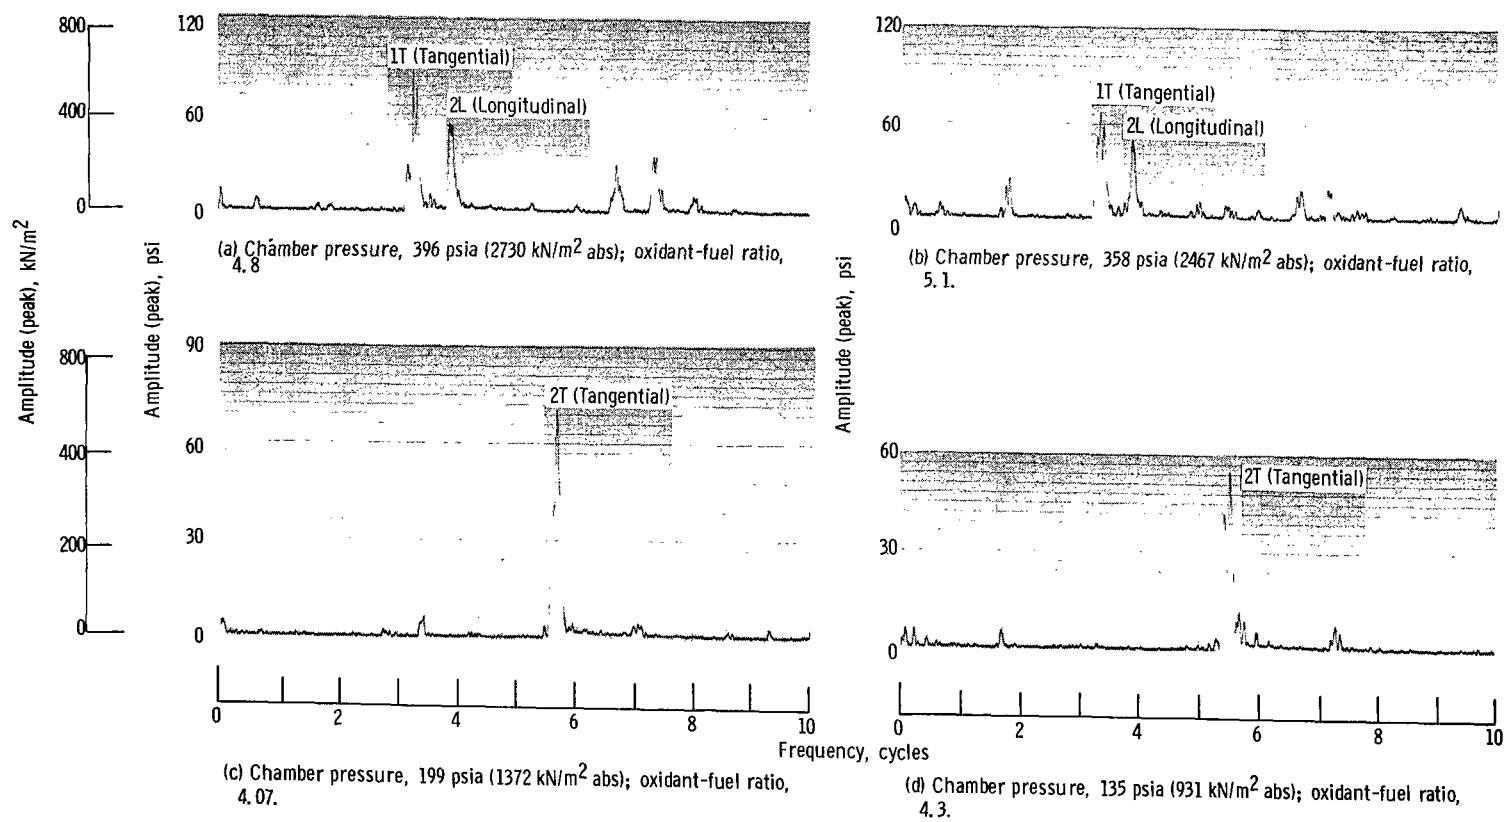 Amplitude (peak), kN/m2
800
400
0
800
400
200
0
Amplitude (peak), psi
120
60
0
1T (Tangential)
2L (Longitudinal)
(a) Chamber pressure, 396 psia (2730 kN/m2 abs); oxidant-fuel ratio,
4.8
Amplitude (peak), psi
120
60
0
1T (Tangential)
2L (Longitudinal)
(b) Chamber pressure, 358 psia (2467 kN/m2 abs); oxidant-fuel ratio,
5.1.
90
60
30
0
2T (Tangential)
0 2 4 6 8 10
(c) Chamber pressure, 199 psia (1372 kN/m2 abs); oxidant-fuel ratio,
4.07.
60
30
0
2T (Tangential)
0 2 4 6 8 10
Frequency, cycles
(d) Chamber pressure, 135 psia (931 kN/m2 abs); oxidant-fuel ratio,
4.3.